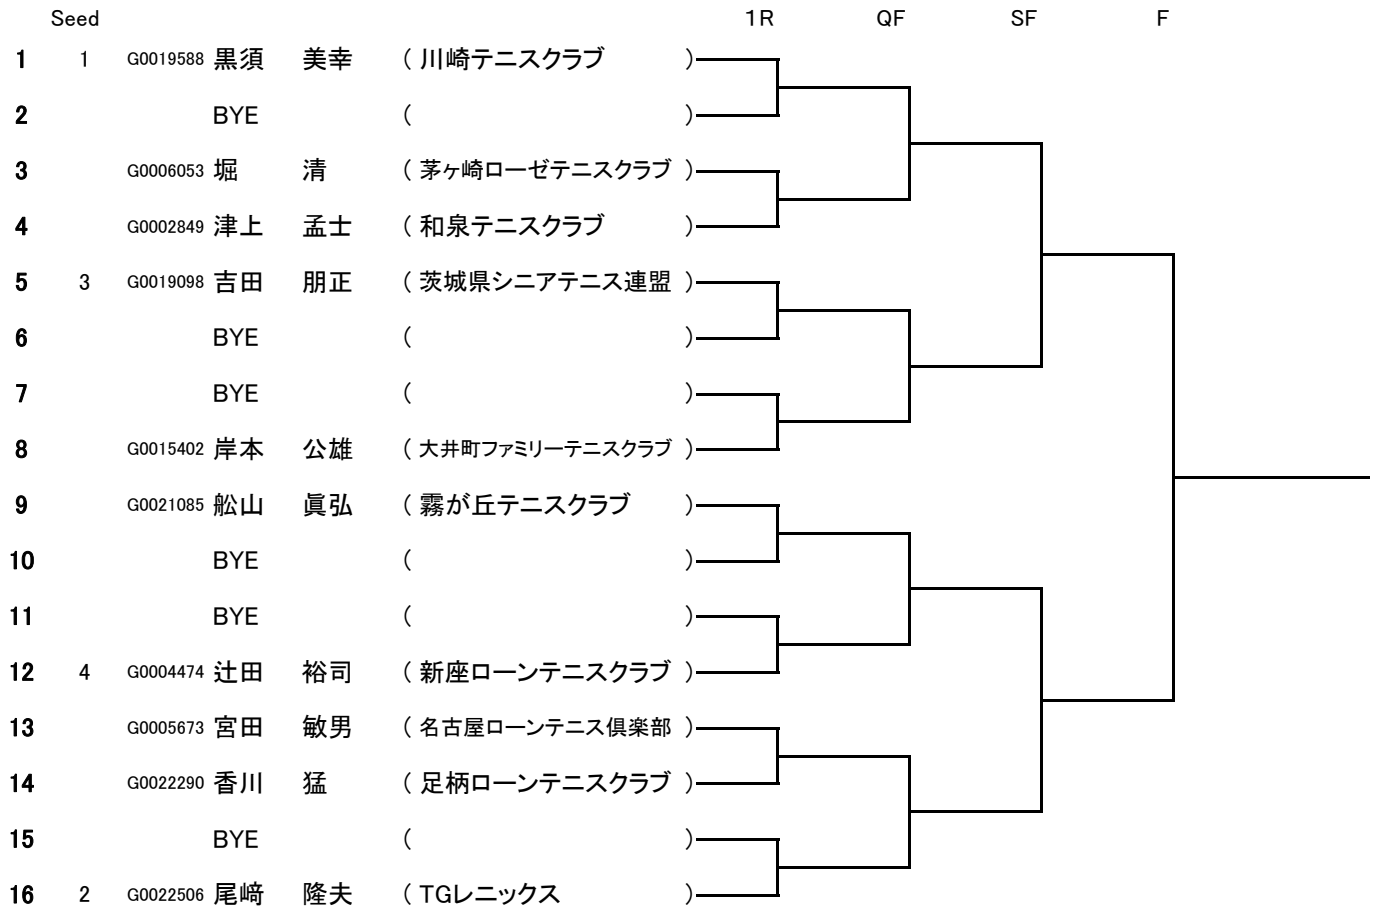 Seed 1R QF SF F
1 1 G0019588 黒須 美幸 ( 川崎テニスクラブ )
2 BYE ( )
3 G0006053 堀 清 ( 茅ヶ崎ローゼテニスクラブ )
4 G0002849 津上 孟士 ( 和泉テニスクラブ )
5 3 G0019098 吉田 朋正 ( 茨城県シニアテニス連盟 )
6 BYE ( )
7 BYE ( )
8 G0015402 岸本 公雄 ( 大井町ファミリーテニスクラブ )
9 G0021085 舩山 眞弘 ( 霧が丘テニスクラブ )
10 BYE ( )
11 BYE ( )
12 4 G0004474 辻田 裕司 ( 新座ローンテニスクラブ )
13 G0005673 宮田 敏男 ( 名古屋ローンテニス倶楽部 )
14 G0022290 香川 猛 ( 足柄ローンテニスクラブ )
15 BYE ( )
16 2 G0022506 尾﨑 隆夫 ( TGレニックス )